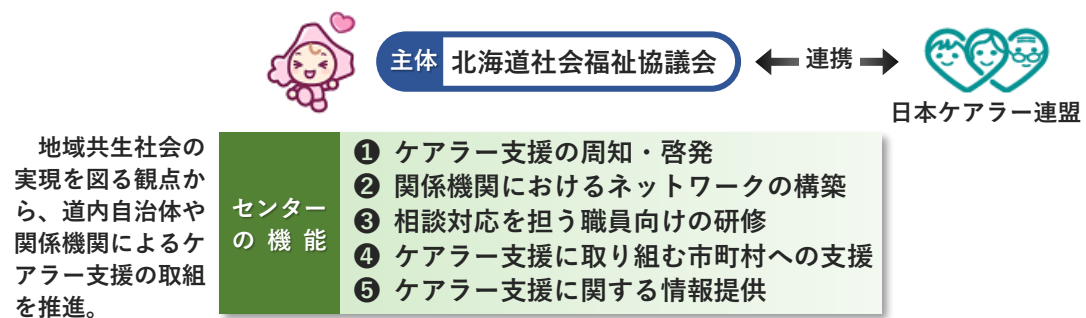 主体 北海道社会福祉協議会
連携
日本ケアラー連盟
地域共生社会の
実現を図る観点か
ら、道内自治体や
関係機関によるケ
アラー支援の取組
を推進。
センター
の機能
❶ ケアラー支援の周知・啓発
❷ 関係機関におけるネットワークの構築
❸ 相談対応を担う職員向けの研修
❹ ケアラー支援に取り組む市町村への支援
❺ ケアラー支援に関する情報提供